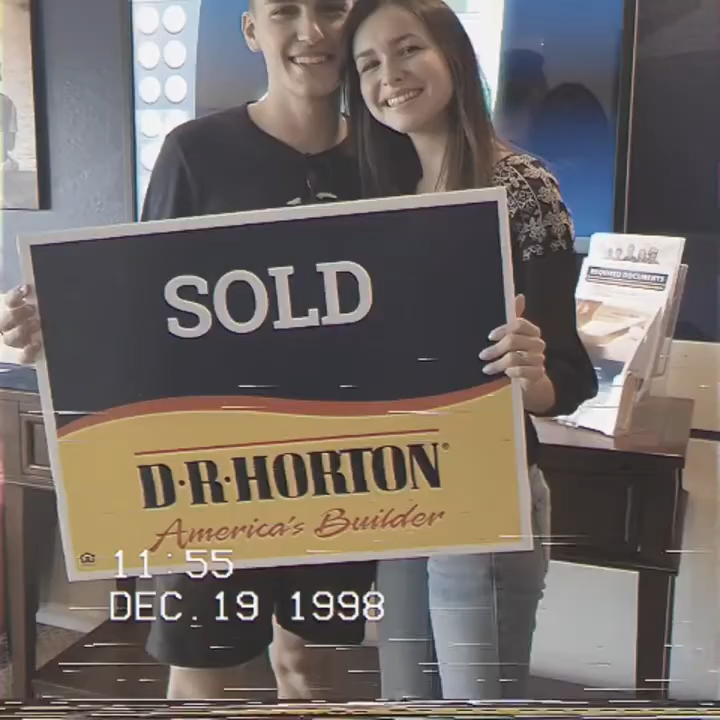 REQUIRED DOCUMENTS
SOLD
D·R·HORTON®
America's Builder
11:55
DEC.19 1998